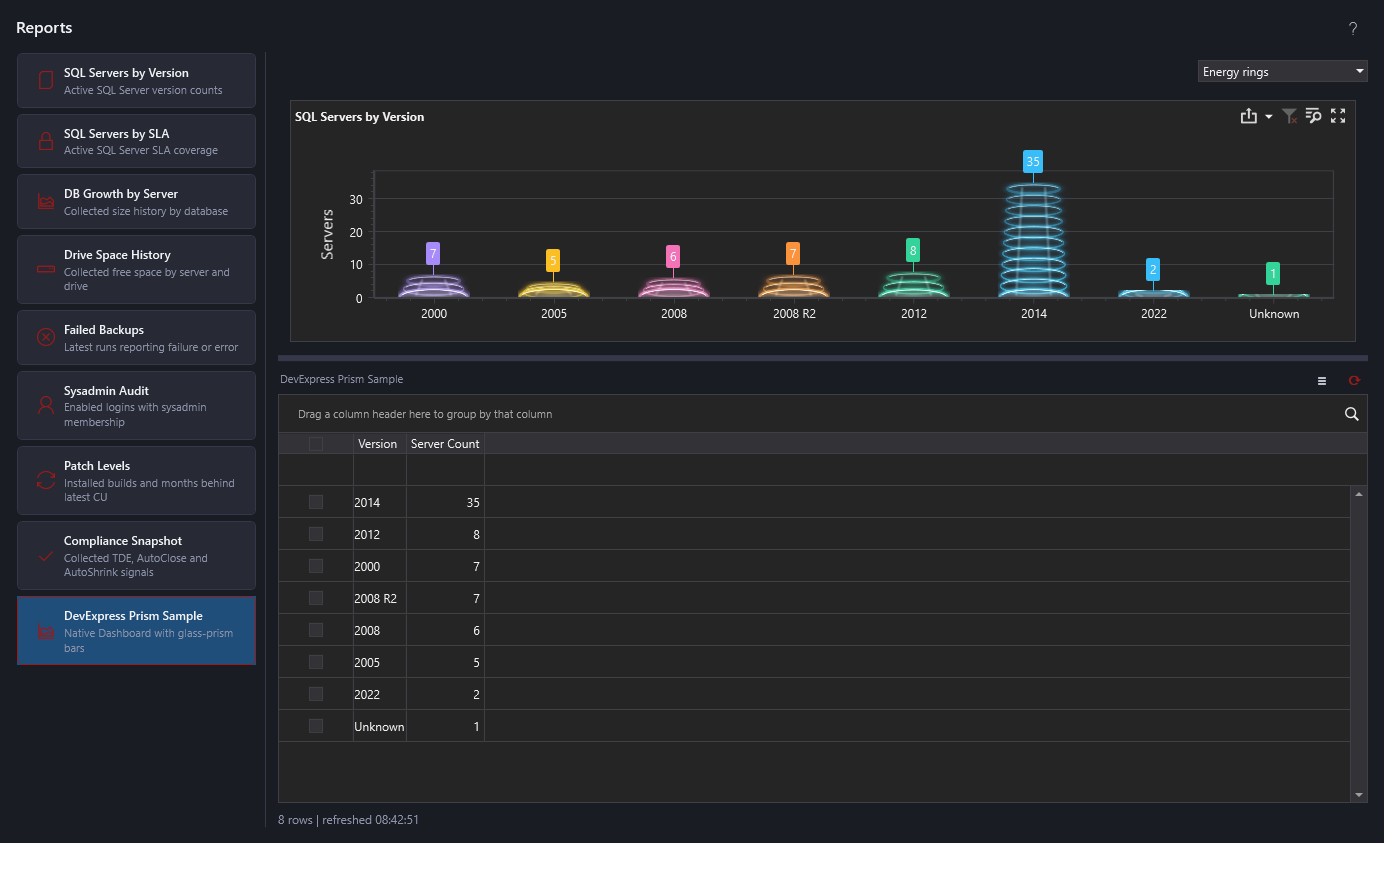 Reports
?
SQL Servers by Version
Active SQL Server version counts
SQL Servers by SLA
Active SQL Server SLA coverage
DB Growth by Server
Collected size history by database
Drive Space History
Collected free space by server and
drive
Failed Backups
Latest runs reporting failure or error
Sysadmin Audit
Enabled logins with sysadmin
membership
Patch Levels
Installed builds and months behind
latest CU
Compliance Snapshot
Collected TDE, AutoClose and
AutoShrink signals
DevExpress Prism Sample
Native Dashboard with glass-prism
bars
Energy rings
SQL Servers by Version
Servers
30
20
10
0
7
5
6
7
8
35
2
1
2000
2005
2008
2008 R2
2012
2014
2022
Unknown
DevExpress Prism Sample
Drag a column header here to group by that column
Version Server Count
2014 35
2012 8
2000 7
2008 R2 7
2008 6
2005 5
2022 2
Unknown 1
8 rows | refreshed 08:42:51